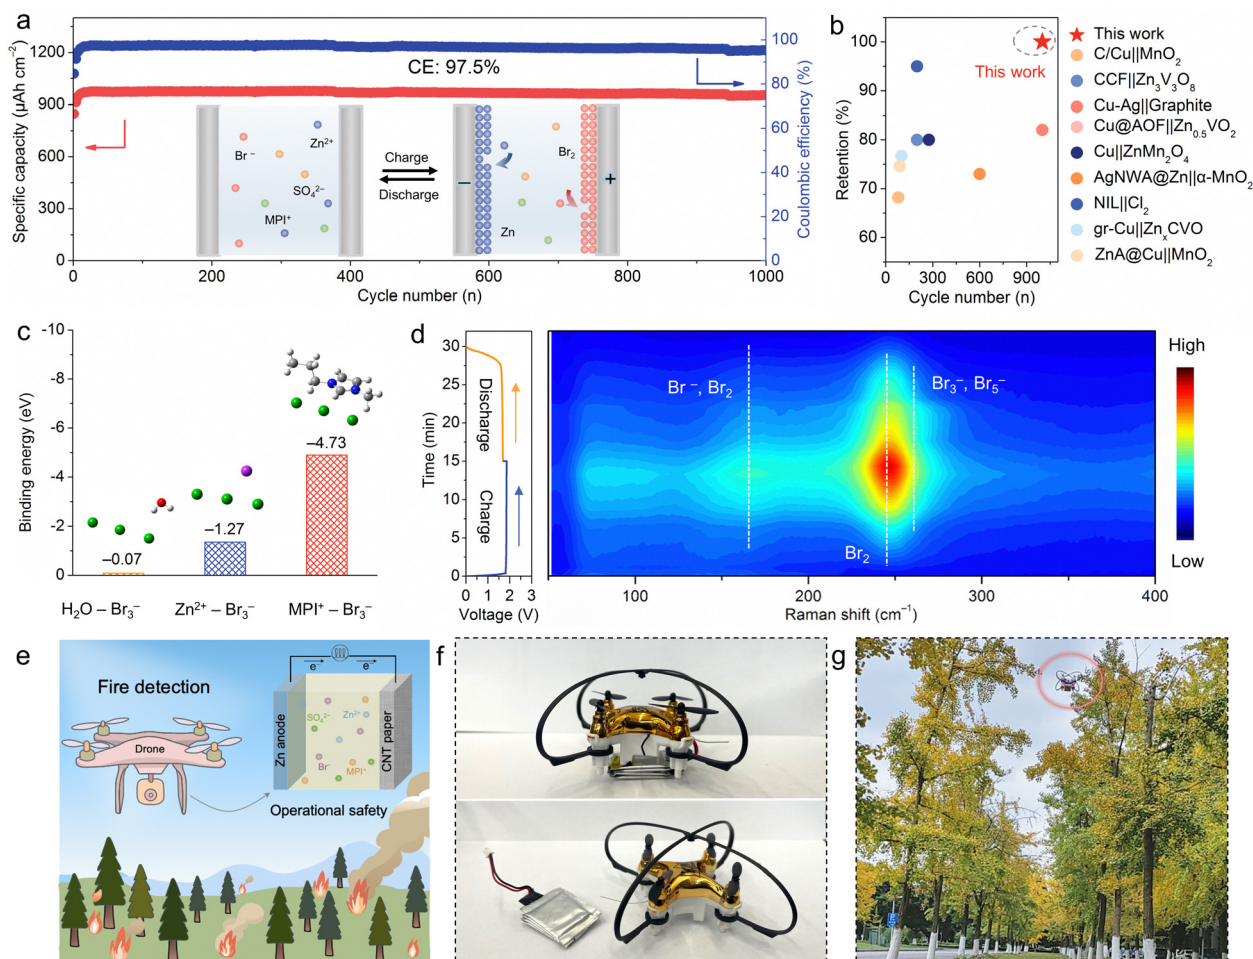 a
Specific capacity (μAh cm⁻²)
1200
900
600
300
0
0
200
400
600
800
1000
Cycle number (n)
CE: 97.5%
100
80
60
40
20
0
Coulombic efficiency (%)
Br⁻
Zn²⁺
SO₄²⁻
MPI⁺
Charge
Discharge
−
Br₂
Zn
+
b
Retention (%)
100
90
80
70
60
0
300
600
900
Cycle number (n)
This work
This work
C/Cu||MnO₂
CCF||Zn₃V₃O₈
Cu-Ag||Graphite
Cu@AOF||Zn₀.₅VO₂
Cu||ZnMn₂O₄
AgNWA@Zn||α-MnO₂
NIL||Cl₂
gr-Cu||ZnₓCVO
ZnA@Cu||MnO₂
c
Binding energy (eV)
-10
-8
-6
-4
-2
0
−0.07
−1.27
−4.73
H₂O – Br₃⁻
Zn²⁺ – Br₃⁻
MPI⁺ – Br₃⁻
d
Time (min)
30
25
20
15
10
5
0
Discharge
Charge
0 1 2 3
Voltage (V)
Br⁻, Br₂
Br₃⁻, Br₅⁻
Br₂
100
200
300
400
Raman shift (cm⁻¹)
High
Low
e
Fire detection
Drone
e⁻
e⁻
Zn anode
SO₄²⁻
Zn²⁺
Br⁻
MPI⁺
CNT paper
Operational safety
f
g
P